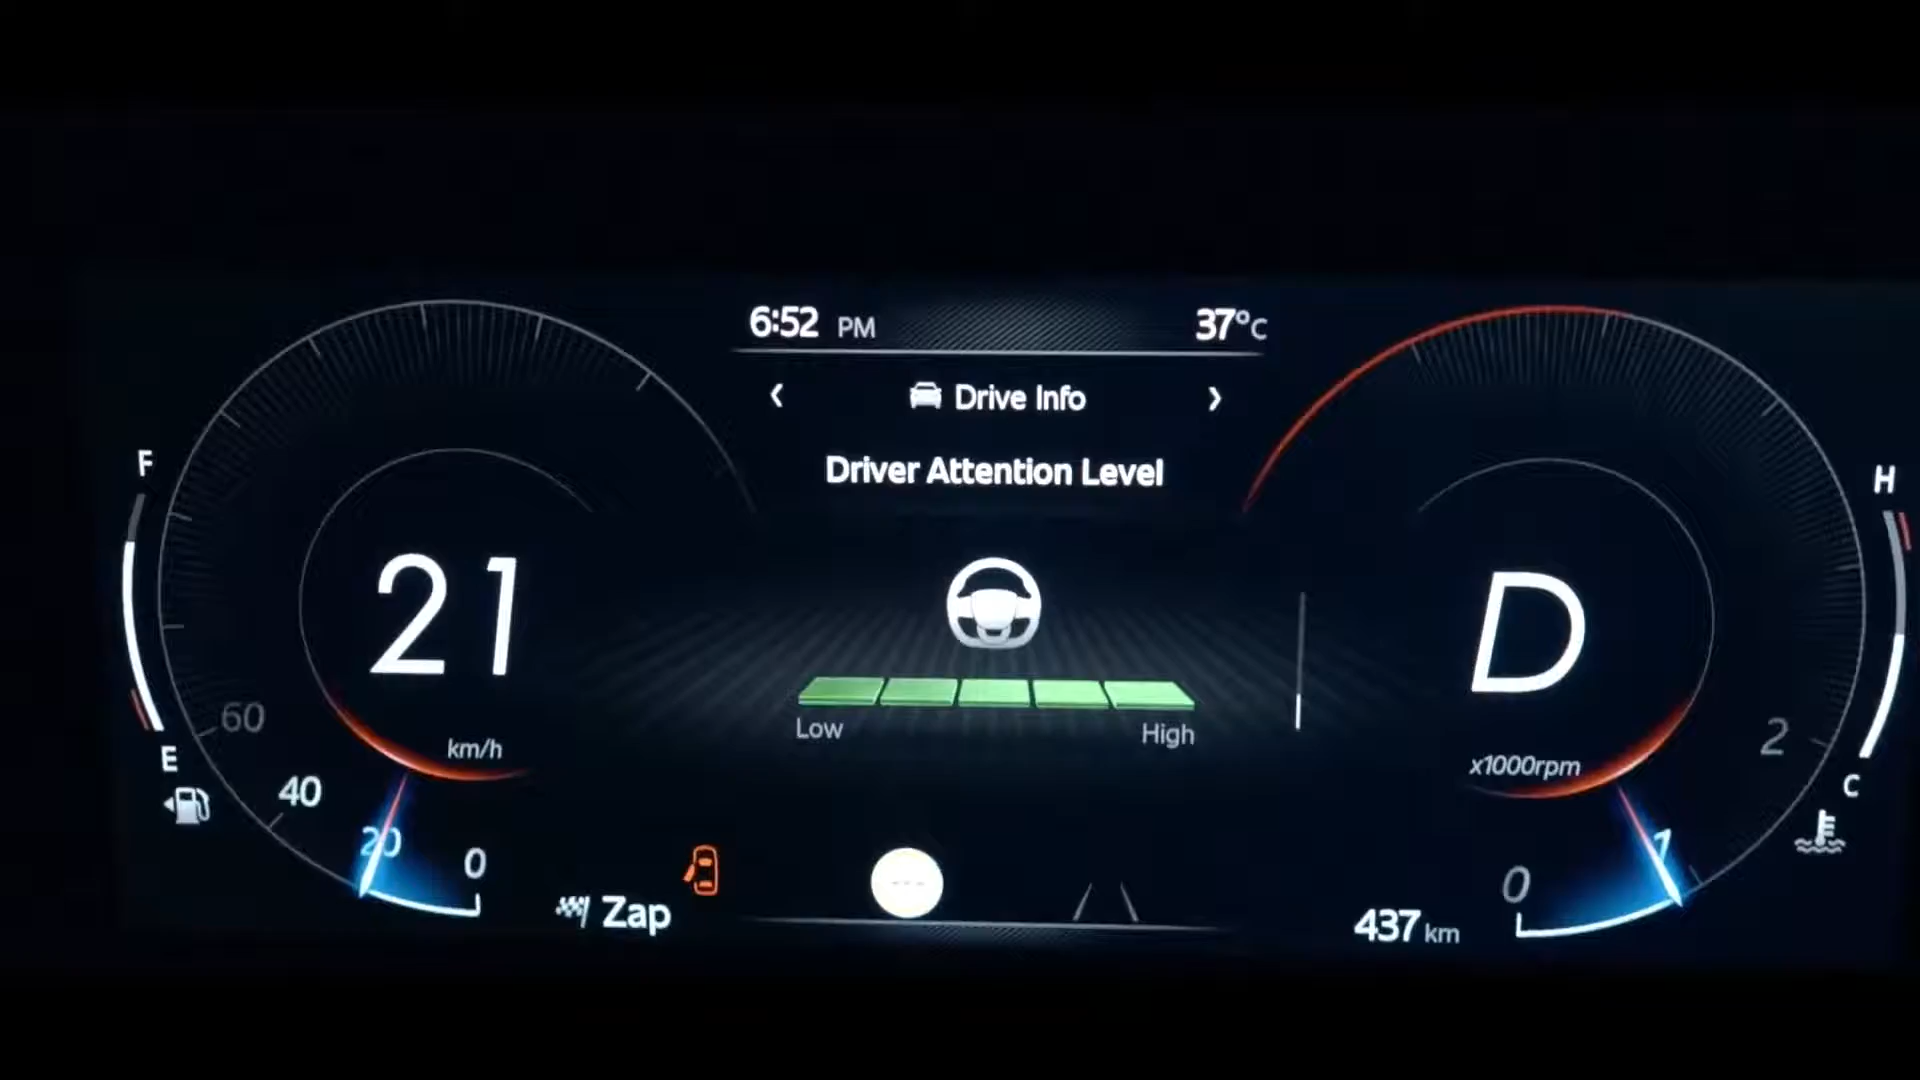 6:52 PM 37°C
< Drive Info >
Driver Attention Level
F
H
21
D
Low High
km/h
x1000rpm
60
40
20
0
E
2
1
0
C
Zap
437 km
---